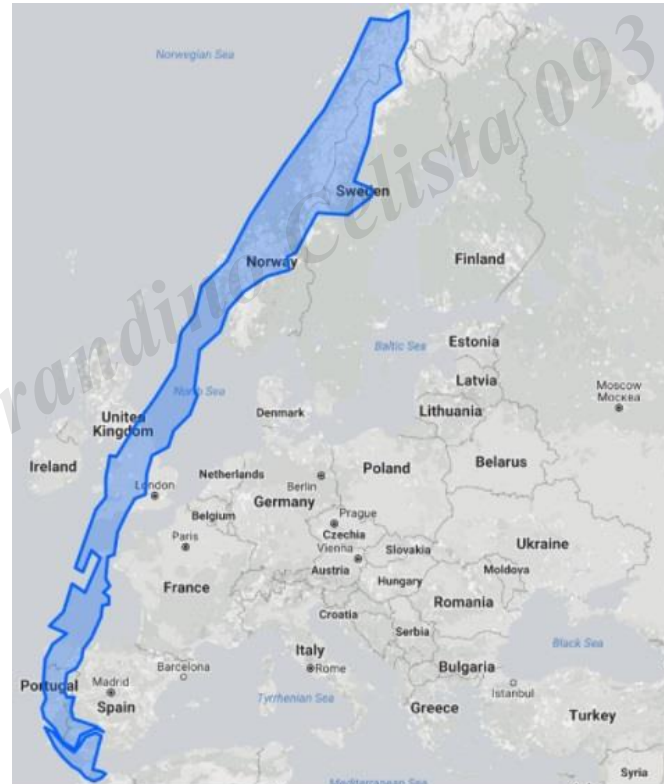 Norwegian Sea
Sweden
Norway
Finland
Baltic Sea
Estonia
Latvia
Lithuania
Moscow
Москва
North Sea
Denmark
United
Kingdom
Ireland
London
Netherlands
Berlin
Poland
Belarus
Belgium
Germany
Prague
Czechia
Paris
Vienna
Slovakia
Ukraine
Austria
Hungary
Moldova
France
Romania
Croatia
Serbia
Italy
Black Sea
Portugal
Madrid
Spain
Barcelona
Rome
Bulgaria
Istanbul
Tyrrhenian Sea
Greece
Turkey
Mediterranean Sea
Syria
Celista 093